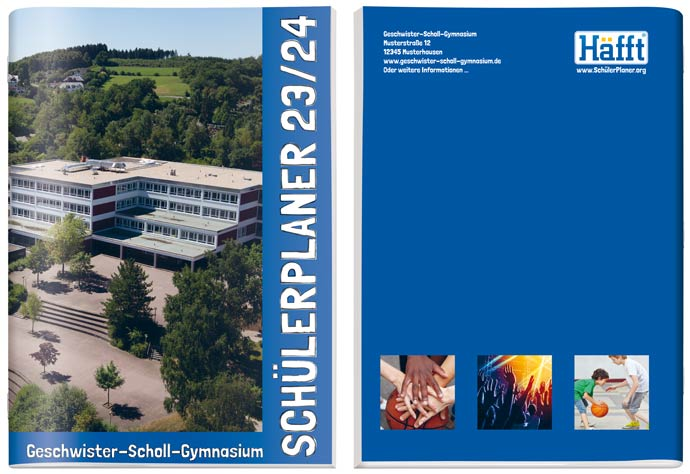 SCHÜLERPLANER 23/24
Geschwister-Scholl-Gymnasium
Geschwister-Scholl-Gymnasium
Musterstraße 12
12345 Musterhausen
www.geschwister-scholl-gymnasium.de
Oder weitere Informationen ...
Häfft®
www.SchülerPlaner.org